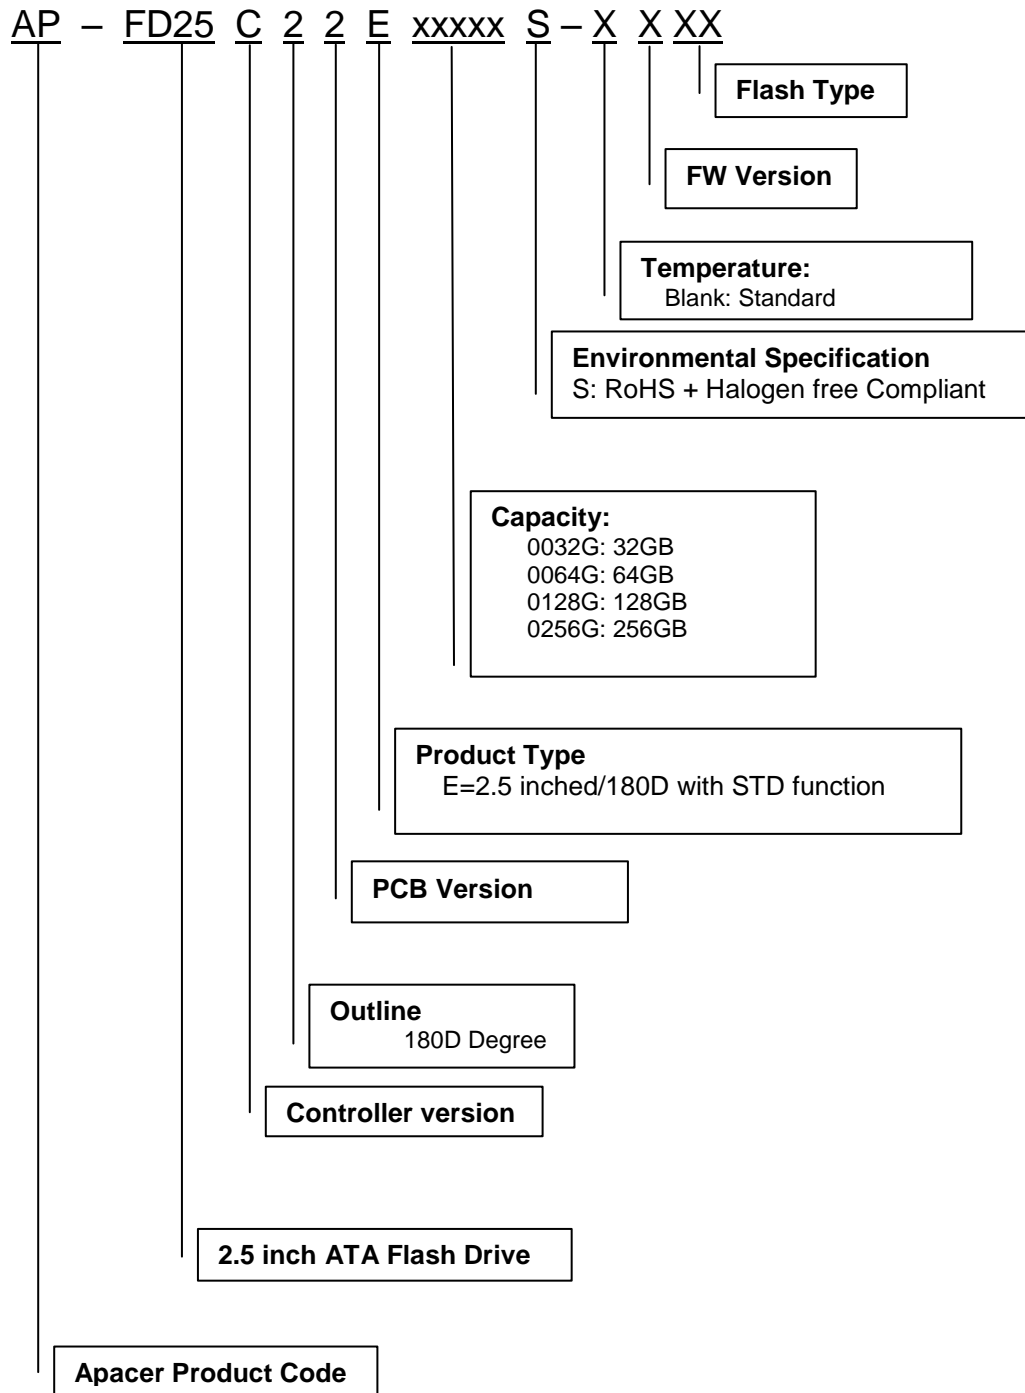 AP – FD25 C 2 2 E xxxxx S – X X XX
Flash Type
FW Version
Temperature:
Blank: Standard
Environmental Specification
S: RoHS + Halogen free Compliant
Capacity:
0032G: 32GB
0064G: 64GB
0128G: 128GB
0256G: 256GB
Product Type
E=2.5 inched/180D with STD function
PCB Version
Outline
180D Degree
Controller version
2.5 inch ATA Flash Drive
Apacer Product Code